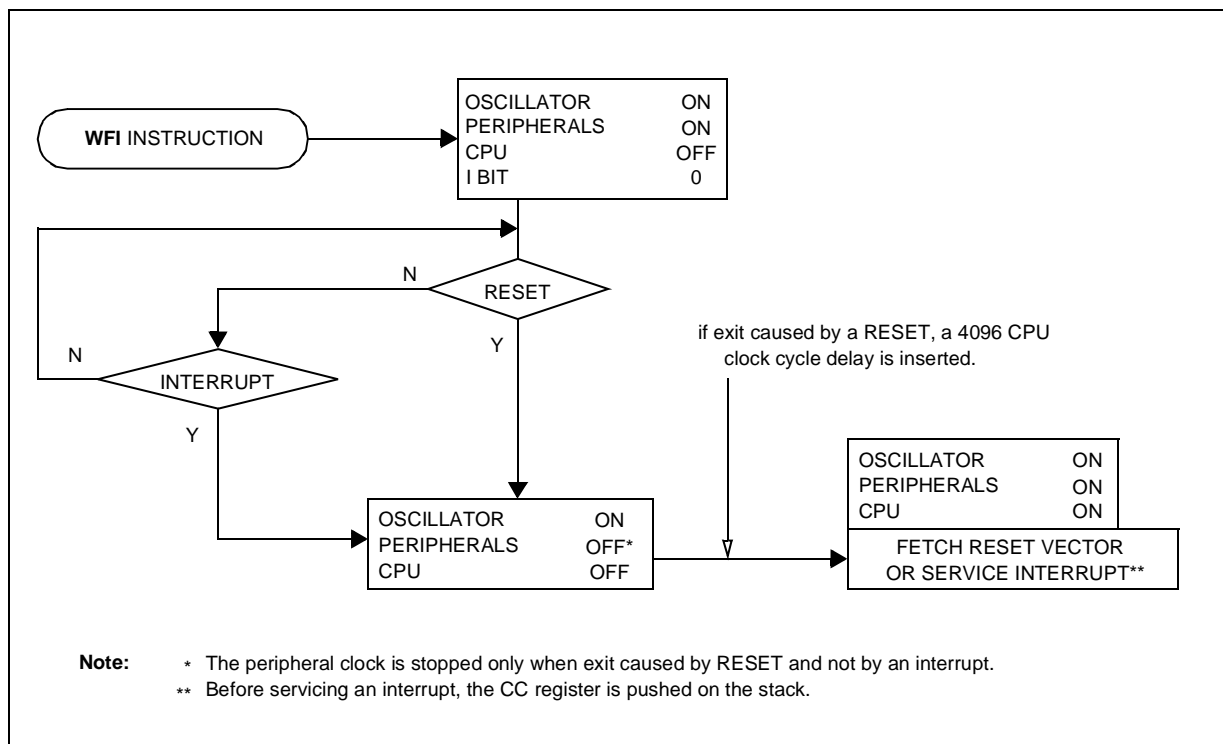 WFI INSTRUCTION
OSCILLATOR ON
PERIPHERALS ON
CPU OFF
I BIT 0
N
RESET
Y
N
INTERRUPT
Y
if exit caused by a RESET, a 4096 CPU
clock cycle delay is inserted.
OSCILLATOR ON
PERIPHERALS OFF*
CPU OFF
OSCILLATOR ON
PERIPHERALS ON
CPU ON
FETCH RESET VECTOR
OR SERVICE INTERRUPT**
Note: * The peripheral clock is stopped only when exit caused by RESET and not by an interrupt.
** Before servicing an interrupt, the CC register is pushed on the stack.